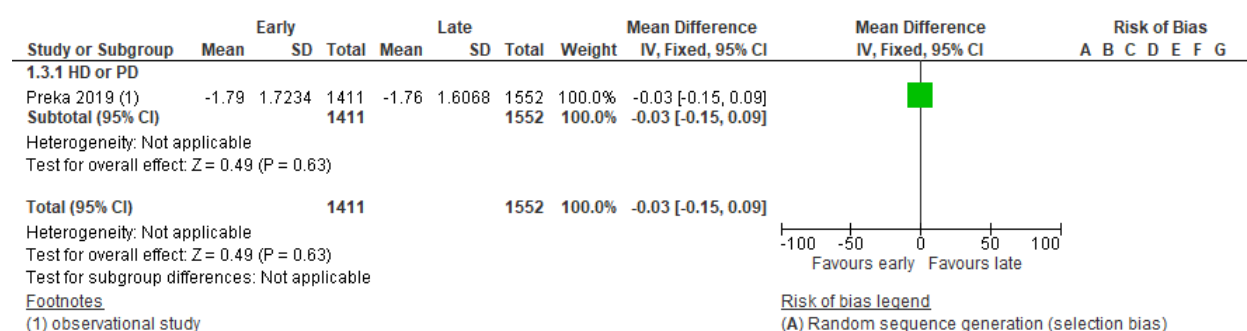 Early Late Mean Difference Mean Difference Risk of Bias
Study or Subgroup Mean SD Total Mean SD Total Weight IV, Fixed, 95% CI IV, Fixed, 95% CI A B C D E F G
1.3.1 HD or PD
Preka 2019 (1) -1.79 1.7234 1411 -1.76 1.6068 1552 100.0% -0.03 [-0.15, 0.09]
Subtotal (95% CI) 1411 1552 100.0% -0.03 [-0.15, 0.09]
Heterogeneity: Not applicable
Test for overall effect: Z = 0.49 (P = 0.63)
Total (95% CI) 1411 1552 100.0% -0.03 [-0.15, 0.09]
Heterogeneity: Not applicable
Test for overall effect: Z = 0.49 (P = 0.63)
Test for subgroup differences: Not applicable
-100 -50 0 50 100
Favours early Favours late
Footnotes
(1) observational study
Risk of bias legend
(A) Random sequence generation (selection bias)